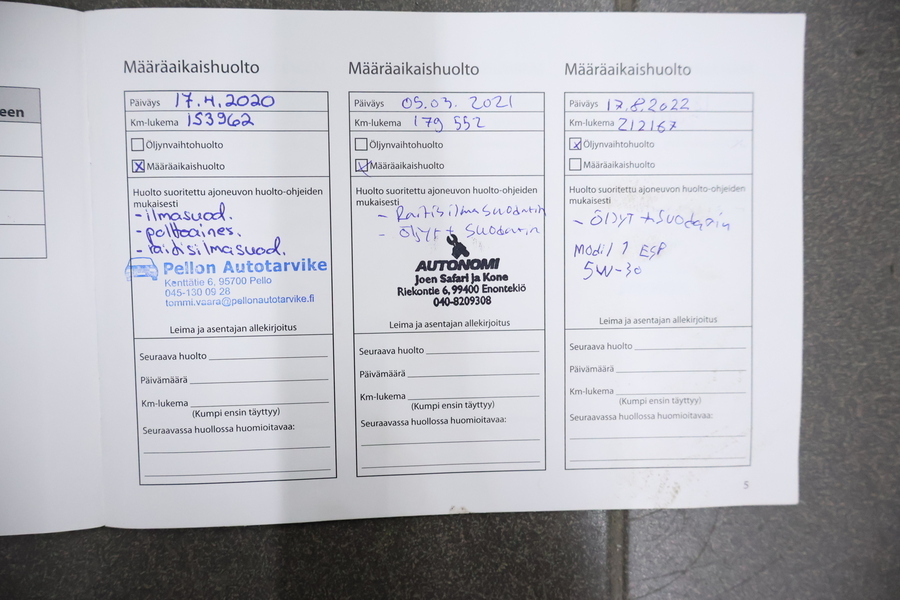 een
Määräaikaishuolto
Päiväys 17.4.2020
Km-lukema 153962
Öljynvaihtohuolto
Määräaikaishuolto
Huolto suoritettu ajoneuvon huolto-ohjeiden
mukaisesti
- ilmasuod.
- polttoaines.
- raitisilmasuod.
Pellon Autotarvike
Kenttätie 6, 95700 Pello
045-130 09 28
tommi.vaara@pellonautotarvike.fi
Leima ja asentajan allekirjoitus
Seuraava huolto
Päivämäärä
Km-lukema
(Kumpi ensin täyttyy)
Seuraavassa huollossa huomioitavaa:
Määräaikaishuolto
Päiväys 05.03.2021
Km-lukema 179 552
Öljynvaihtohuolto
Määräaikaishuolto
Huolto suoritettu ajoneuvon huolto-ohjeiden
mukaisesti
- Raitisilmasuodatin
- Öljyt + Suodatin
AUTONOMI
Joen Safari ja Kone
Riekontie 6, 99400 Enontekiö
040-8209308
Leima ja asentajan allekirjoitus
Seuraava huolto
Päivämäärä
Km-lukema
(Kumpi ensin täyttyy)
Seuraavassa huollossa huomioitavaa:
Määräaikaishuolto
Päiväys 17.8.2022
Km-lukema 212167
Öljynvaihtohuolto
Määräaikaishuolto
Huolto suoritettu ajoneuvon huolto-ohjeiden
mukaisesti
- Öljyt + Suodatin
Mobil 1 ESP
5W-30
Leima ja asentajan allekirjoitus
Seuraava huolto
Päivämäärä
Km-lukema
(Kumpi ensin täyttyy)
Seuraavassa huollossa huomioitavaa:
5